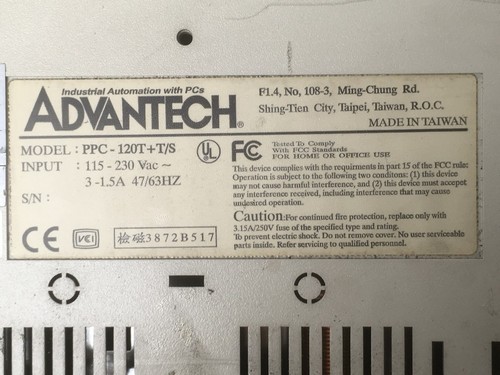 Industrial Automation with PCs
ADVANTECH®
F1.4, No, 108-3, Ming-Chung Rd.
Shing-Tien City, Taipei, Taiwan, R.O.C.
MADE IN TAIWAN
MODEL: PPC-120T+T/S
INPUT : 115-230 Vac~
3-1.5A 47/63HZ
S/N :
UL
FC
Tested To Comply
With FCC Standards
FOR HOME OR OFFICE USE
This device complies with the requirments in part 15 of the FCC rule:
Operation is subject to the following two conditons: (1) this device
may not cause harmful interference, and (2) this device must accept
any interference received, including interference that may cause
undesired operation.
Caution:For continued fire protection, replace only with
3.15A/250V fuse of the specified type and rating.
To prevent electric shock. Do not remove cover. No user serviceable
parts inside. Refer servicing to qualified personnel.
CE
VCI
檢磁3872B517